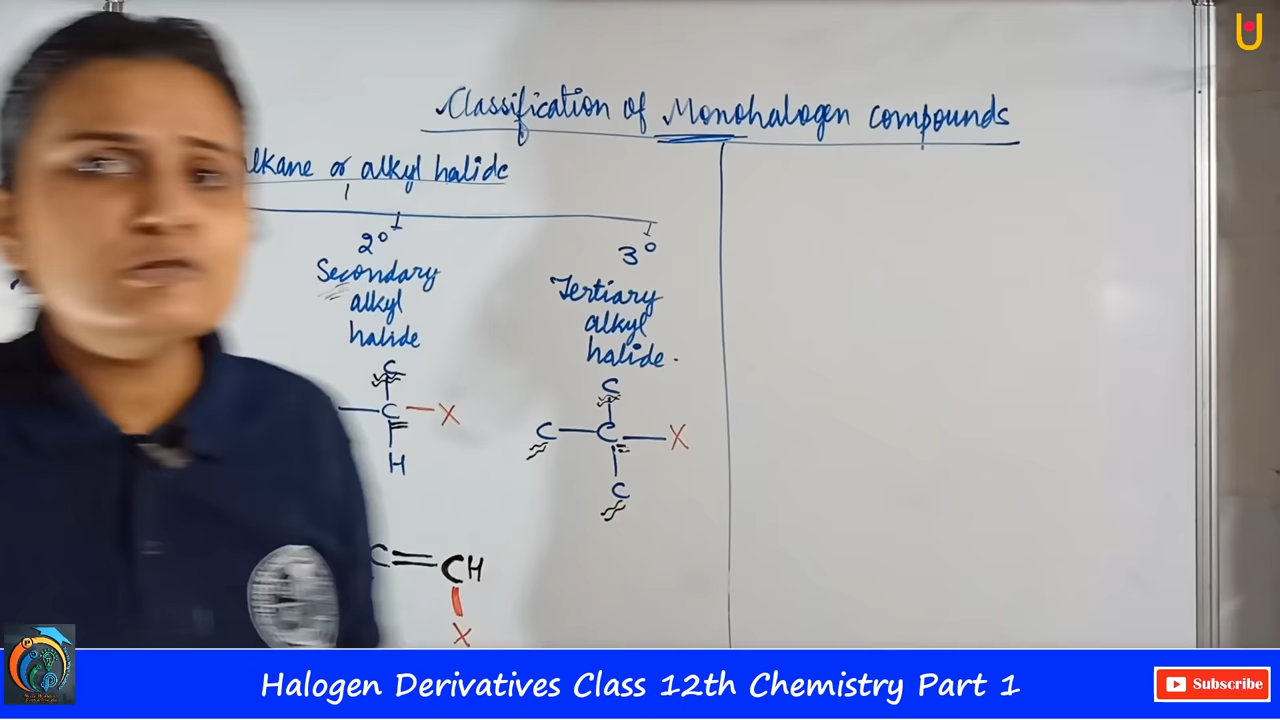 Classification of Monohalogen compounds
alkane or alkyl halide
2°
Secondary
alkyl
halide
C
C — X
H
3°
Tertiary
alkyl
halide.
C
C — C — X
C
C = CH
X
Halogen Derivatives Class 12th Chemistry Part 1
Subscribe